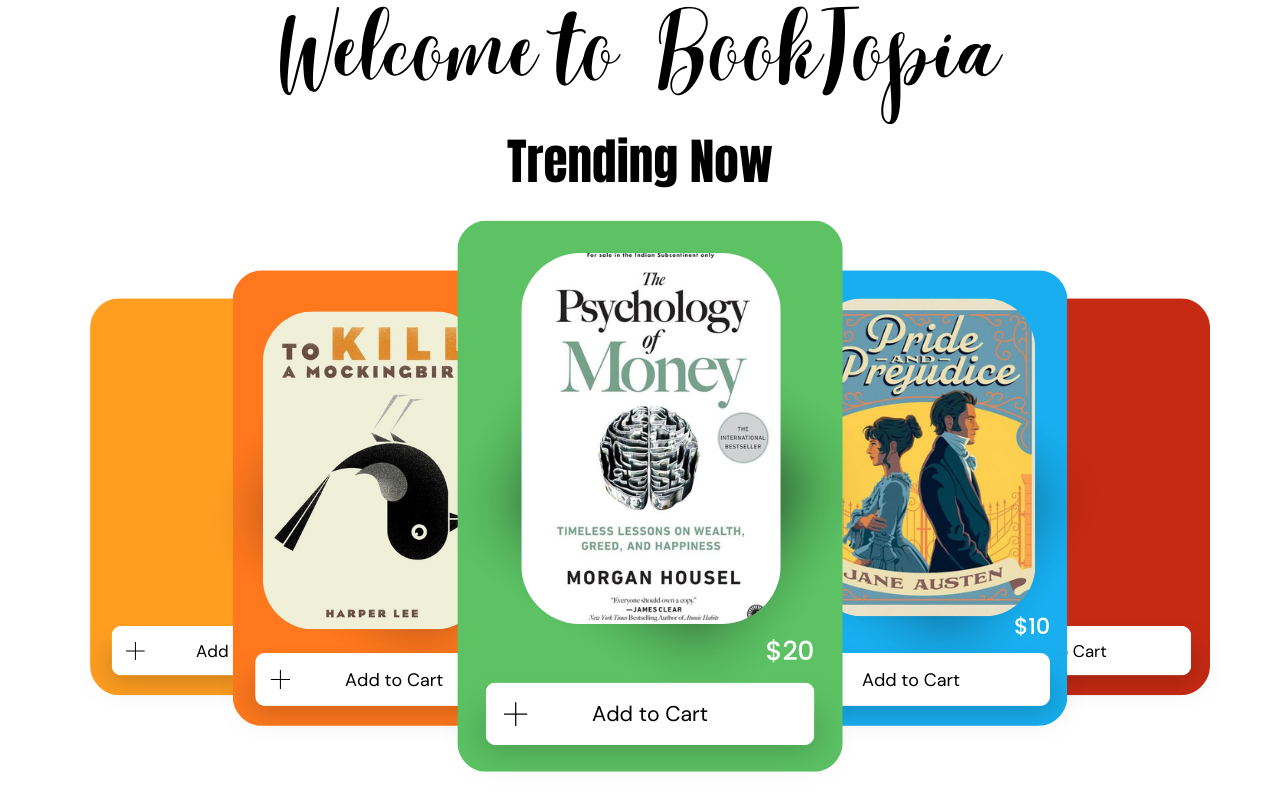 Welcome to BookTopia
Trending Now
Add
TO KILL
A MOCKINGBIR
HARPER LEE
Add to Cart
For sale in the Indian Subcontinent only
The
Psychology
of
Money
THE
INTERNATIONAL
BESTSELLER
TIMELESS LESSONS ON WEALTH,
GREED, AND HAPPINESS
MORGAN HOUSEL
"Everyone should own a copy."
—JAMES CLEAR
New York Times Bestselling Author of, Atomic Habits
$20
Add to Cart
Pride
–AND–
Prejudice
JANE AUSTEN
$10
Add to Cart
Cart